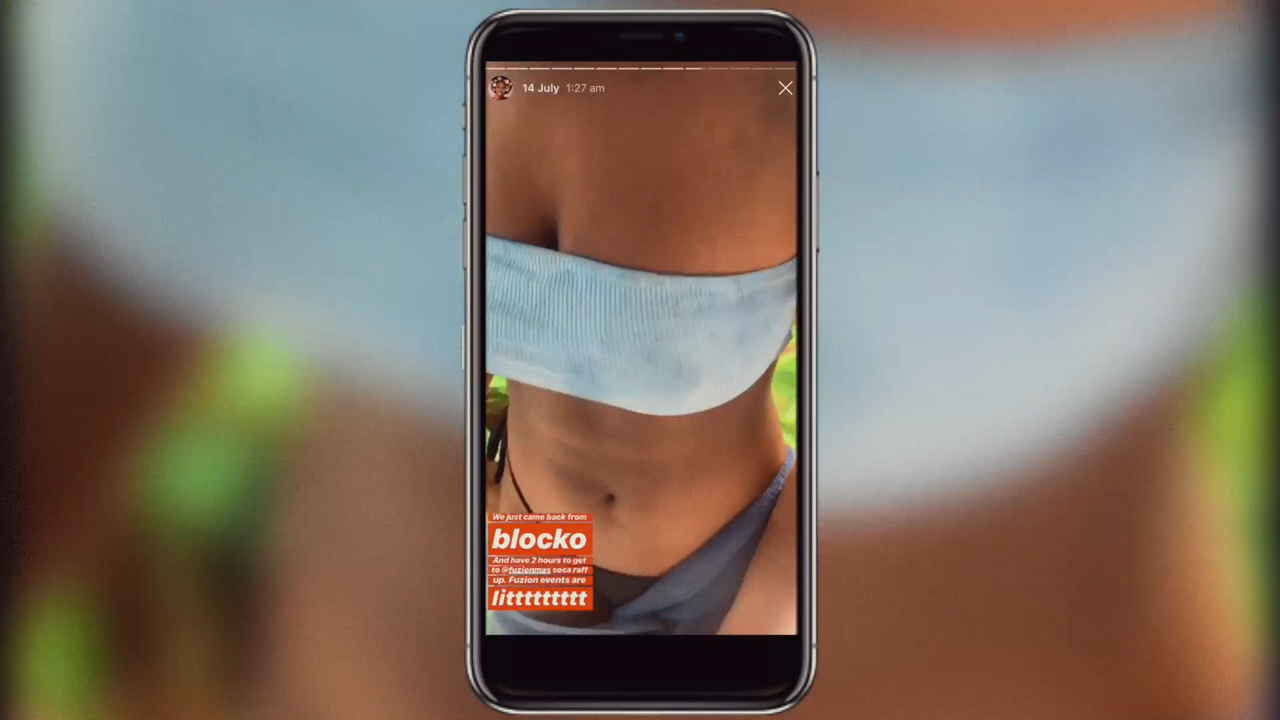 14 July 1:27 am
We just came back from
blocko
And have 2 hours to get
to @fuzionmas soca raff
up. Fuzion events are
litttttttttt